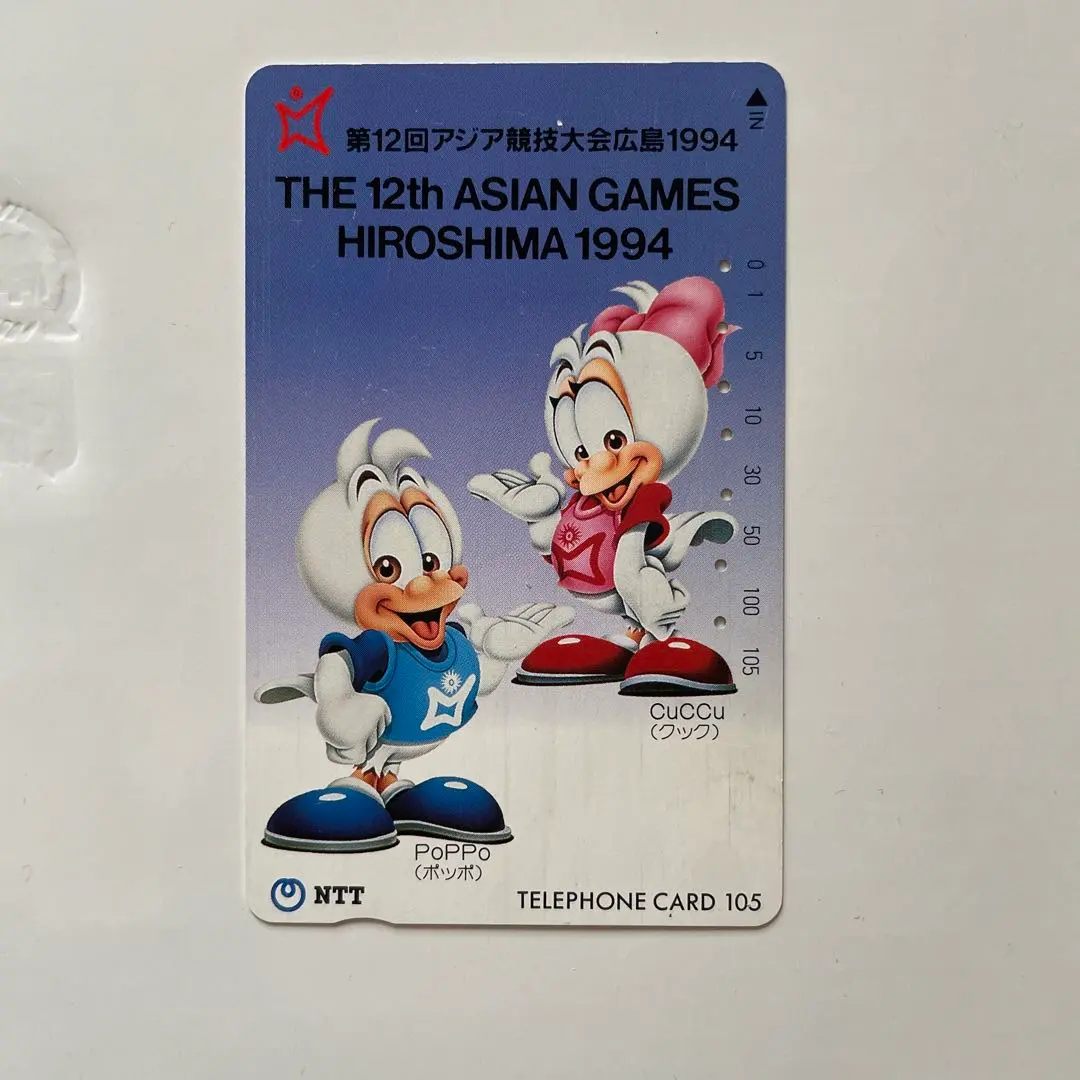 第12回アジア競技大会広島1994
THE 12th ASIAN GAMES
HIROSHIMA 1994
IN
0
1
5
10
30
50
100
105
CuCCu
(クック)
PoPPo
(ポッポ)
NTT
TELEPHONE CARD 105